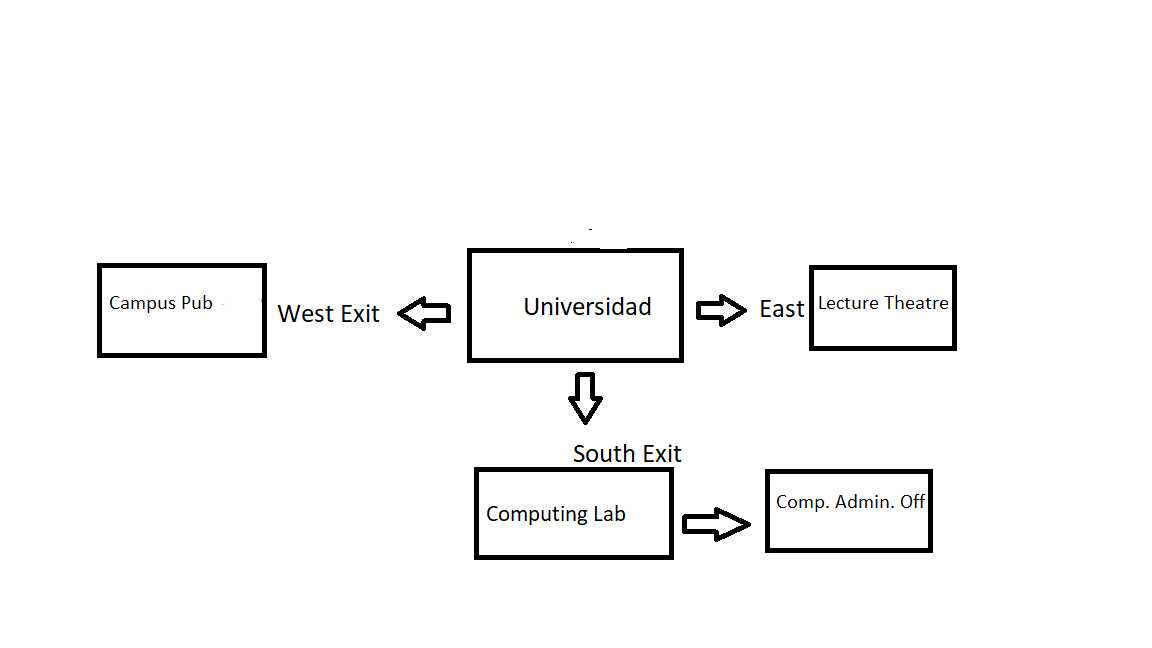 Campus Pub
West Exit
Universidad
East
Lecture Theatre
South Exit
Computing Lab
Comp. Admin. Off